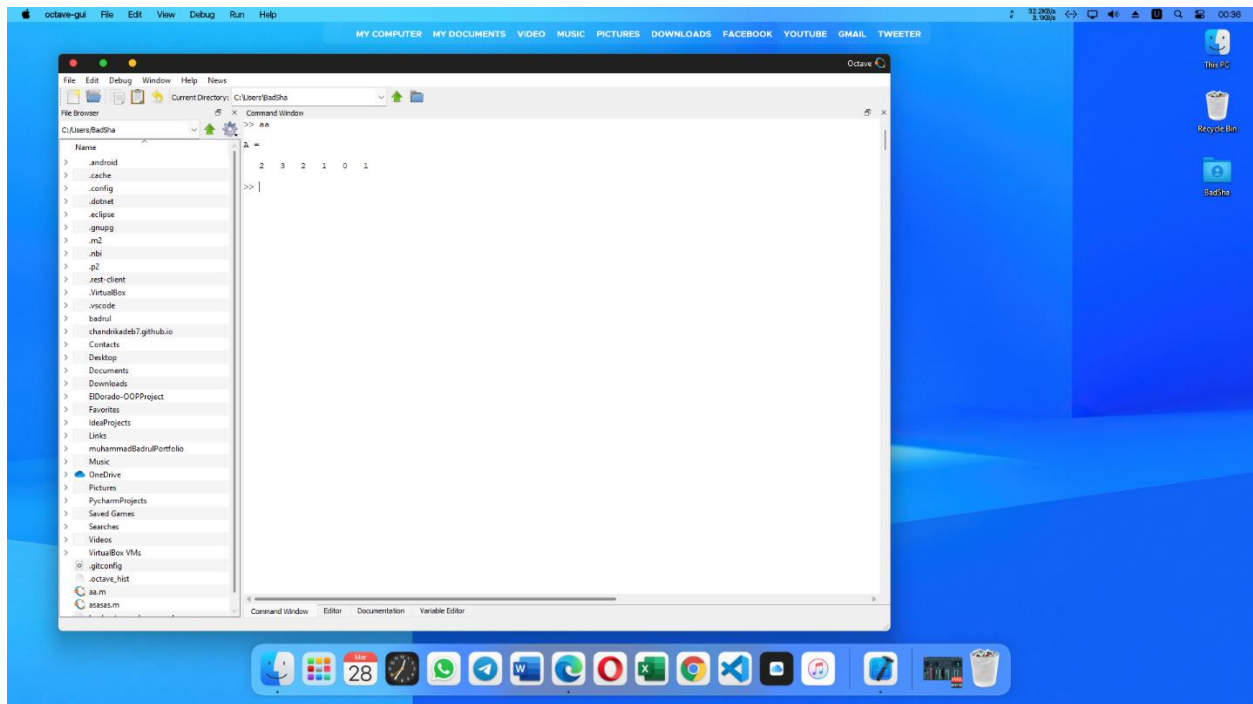 octave-gui File Edit View Debug Run Help 32.2KB/s 3.1KB/s 00:36
MY COMPUTER MY DOCUMENTS VIDEO MUSIC PICTURES DOWNLOADS FACEBOOK YOUTUBE GMAIL TWEETER
Octave
File Edit Debug Window Help News
Current Directory: C:\Users\BadSha
File Browser
C:/Users/BadSha
Name
.android
.cache
.config
.dotnet
.eclipse
.gnupg
.m2
.nbi
.p2
.rest-client
.VirtualBox
.vscode
badrul
chandrikadeb7.github.io
Contacts
Desktop
Documents
Downloads
ElDorado-OOPProject
Favorites
IdeaProjects
Links
muhammadBadrulPortfolio
Music
OneDrive
Pictures
PycharmProjects
Saved Games
Searches
Videos
VirtualBox VMs
.gitconfig
.octave_hist
aa.m
asasas.m
Command Window
>> aa
A =
2 3 2 1 0 1
>>
Command Window Editor Documentation Variable Editor
This PC
Recycle Bin
BadSha
Mar
28